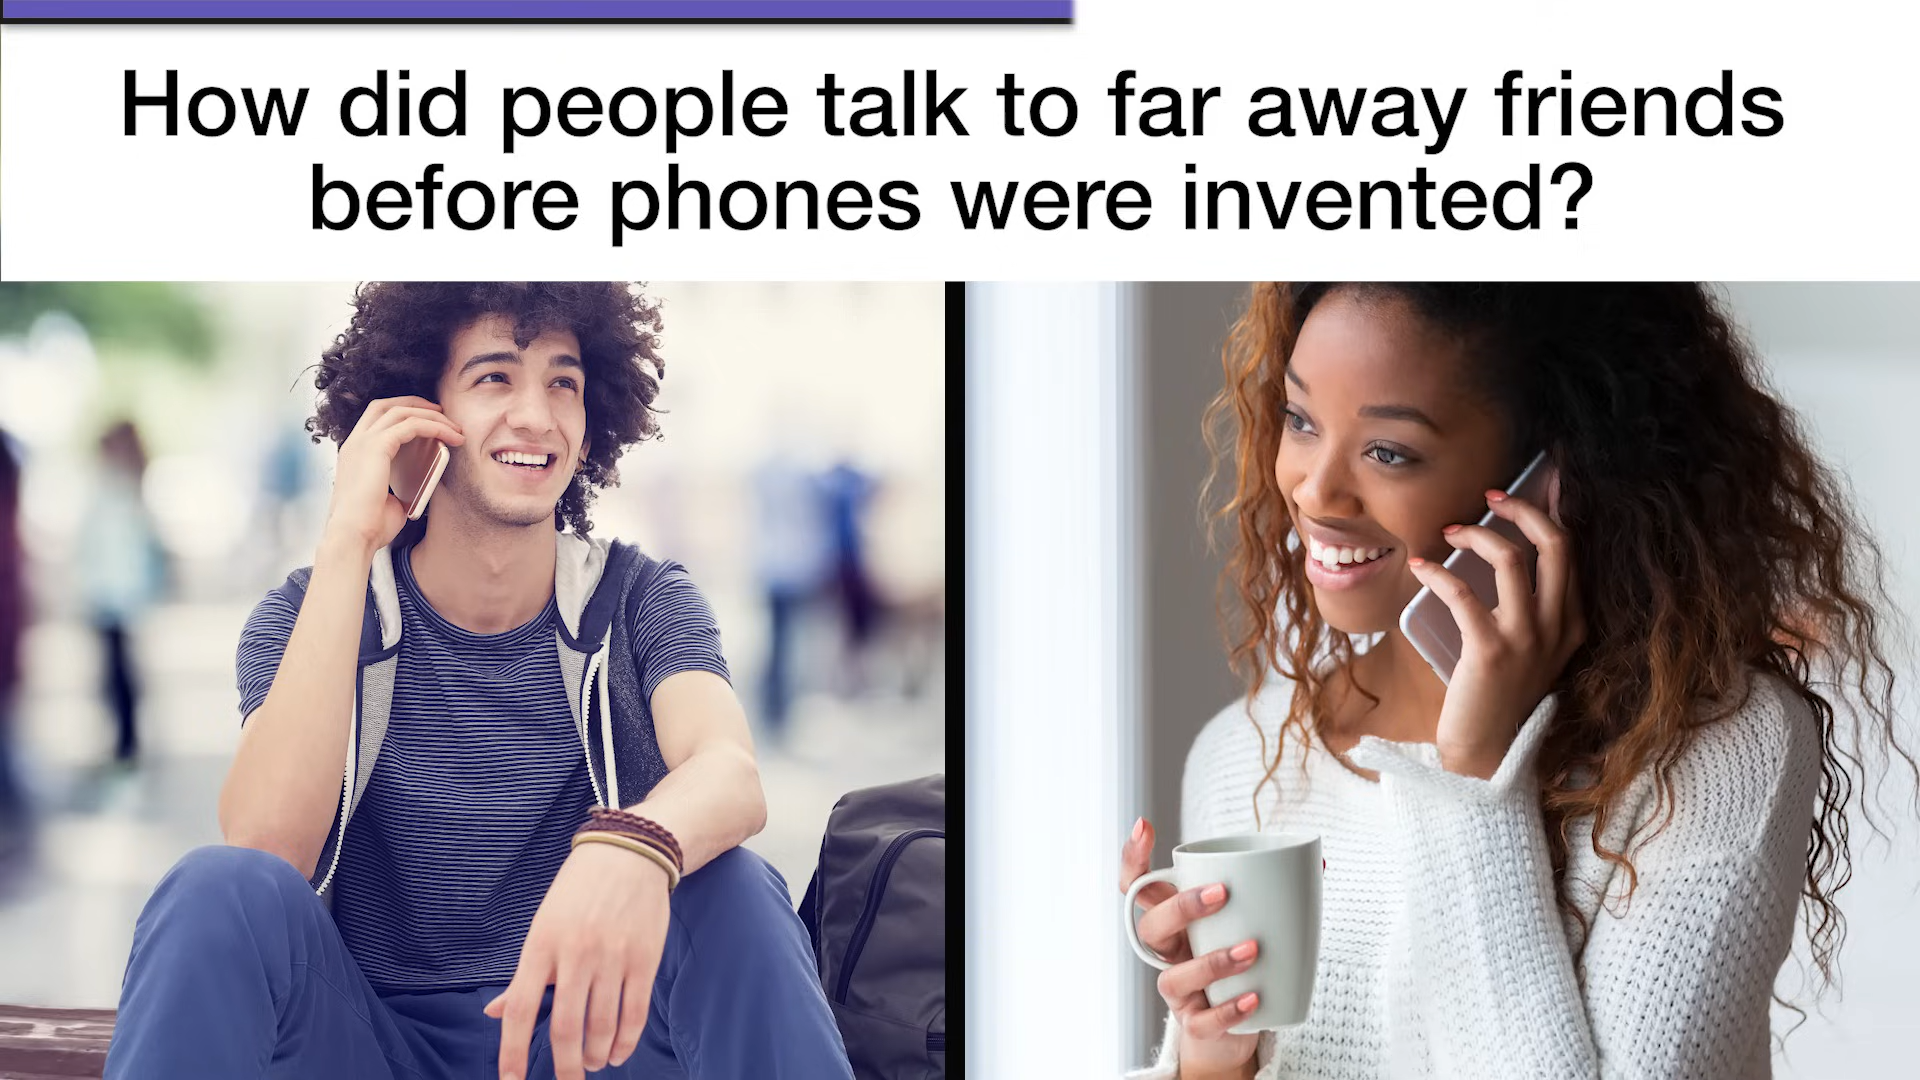 How did people talk to far away friends
before phones were invented?